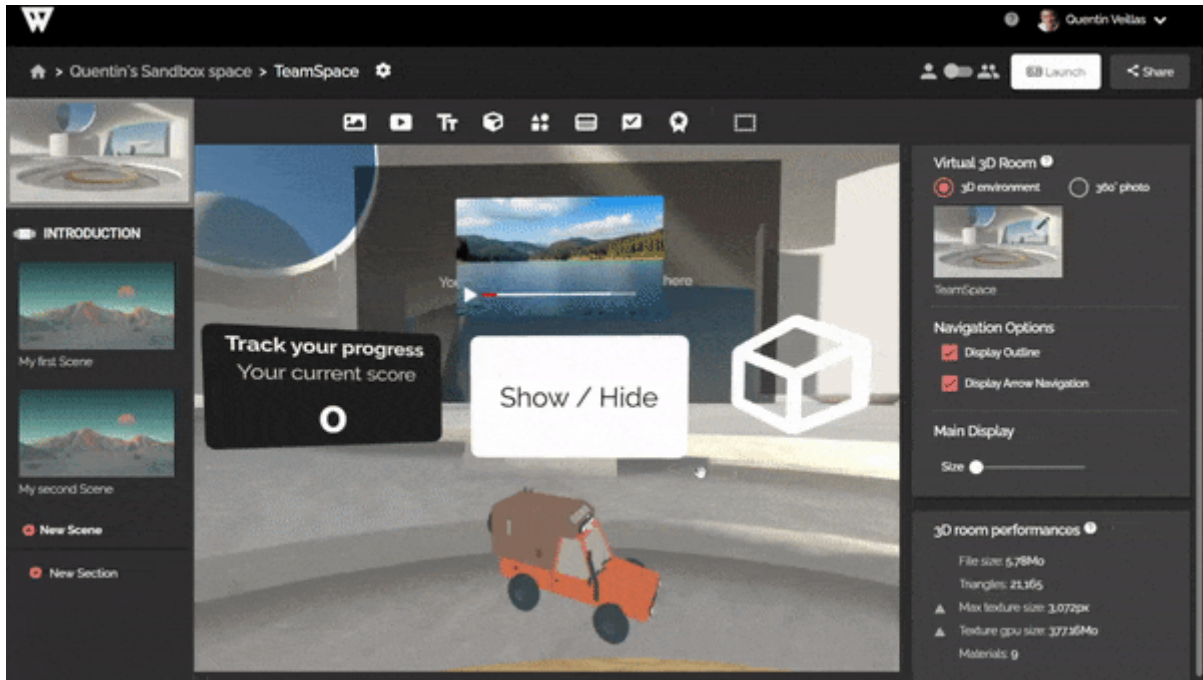 W
Quentin Veillas
> Quentin's Sandbox space > TeamSpace
Launch
Share
Tt
INTRODUCTION
My first Scene
My second Scene
New Scene
New Section
You
here
Track your progress
Your current score
0
Show / Hide
Virtual 3D Room
3D environment
360° photo
TeamSpace
Navigation Options
Display Outline
Display Arrow Navigation
Main Display
Size
3D room performances
File size: 5,78Mo
Triangles: 21,165
Max texture size: 3,072px
Texture gpu size: 377.16Mo
Materials: 9